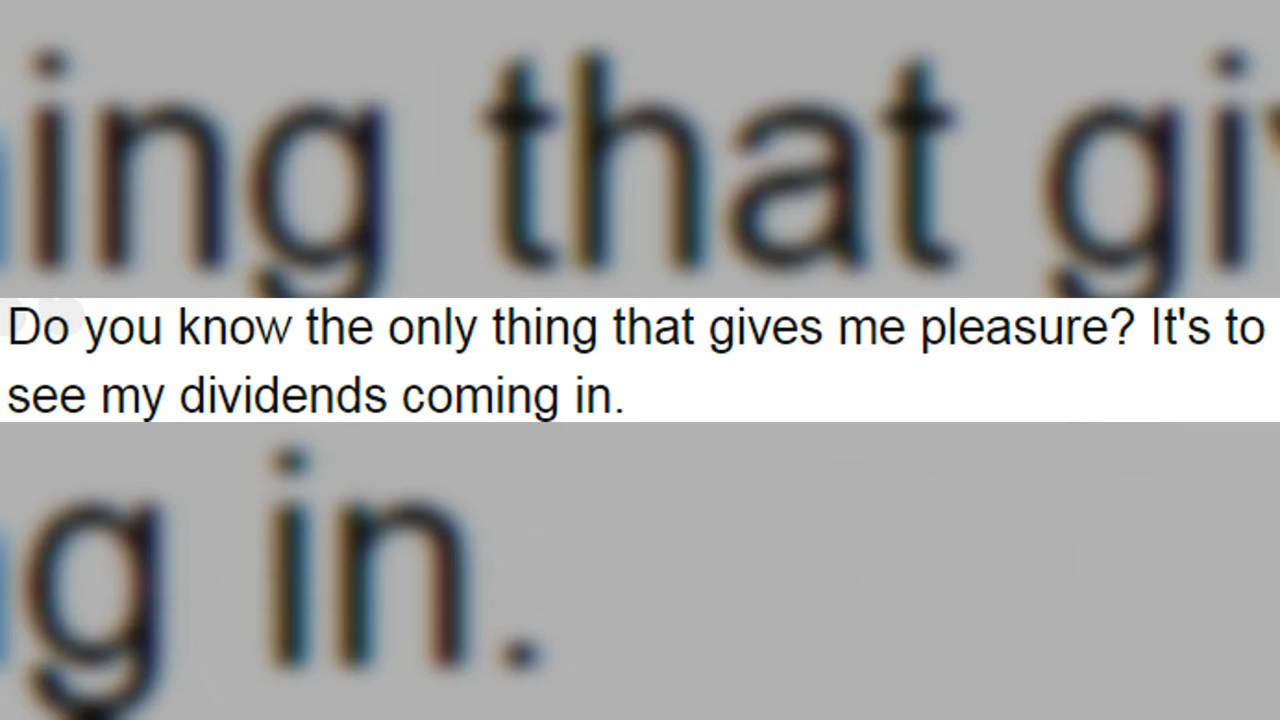 ing that giv
Do you know the only thing that gives me pleasure? It's to
see my dividends coming in.
g in.